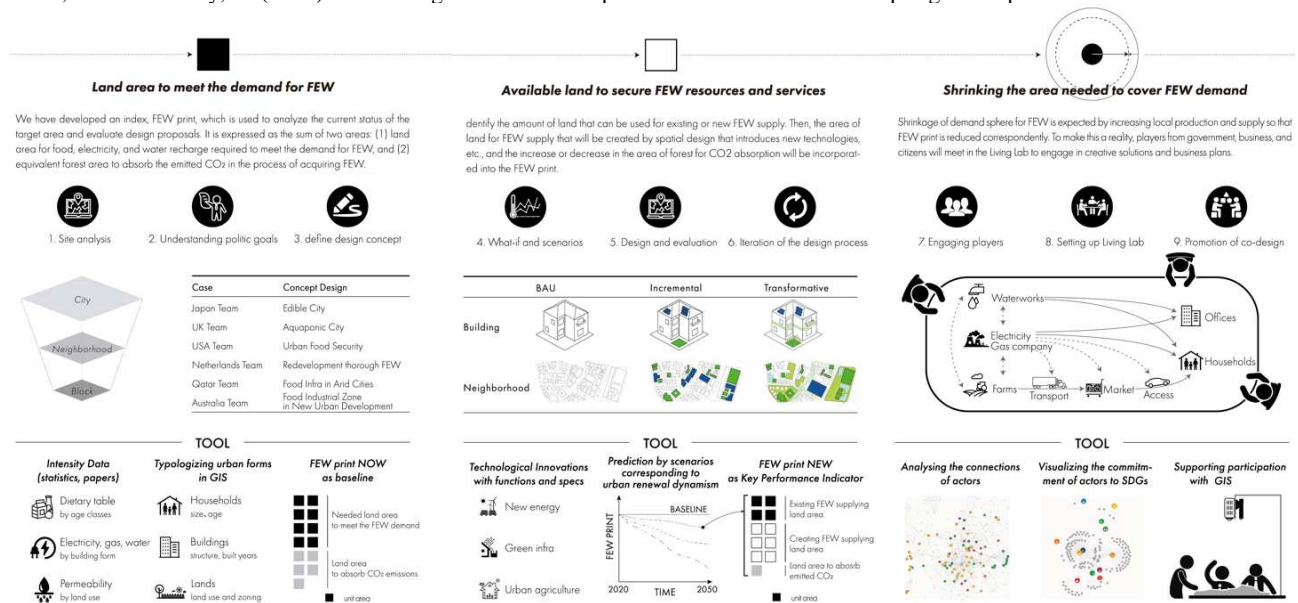 Land area to meet the demand for FEW
We have developed an index, FEW print, which is used to analyze the current status of the
target area and evaluate design proposals. It is expressed as the sum of two areas: (1) land
area for food, electricity, and water recharge required to meet the demand for FEW, and (2)
equivalent forest area to absorb the emitted CO₂ in the process of acquiring FEW.
1. Site analysis
2. Understanding politic goals
3. define design concept
City
Neighborhood
Block
Case Concept Design
Japan Team Edible City
UK Team Aquaponic City
USA Team Urban Food Security
Netherlands Team Redevelopment thorough FEW
Qatar Team Food Infra in Arid Cities
Australia Team Food Industrial Zone
in New Urban Development
TOOL
Intensity Data
(statistics, papers)
Dietary table
by age classes
Electricity, gas, water
by building form
Permeability
by land use
Typologizing urban forms
in GIS
Households
size, age
Buildings
structure, built years
Lands
land use and zoning
FEW print NOW
as baseline
Needed land area
to meet the FEW demand
Land area
to absorb CO₂ emissions
unit area
Available land to secure FEW resources and services
dentify the amount of land that can be used for existing or new FEW supply. Then, the area of
land for FEW supply that will be created by spatial design that introduces new technologies,
etc., and the increase or decrease in the area of forest for CO2 absorption will be incorporat-
ed into the FEW print.
4. What-if and scenarios
5. Design and evaluation
6. Iteration of the design process
BAU Incremental Transformative
Building
Neighborhood
TOOL
Technological Innovations
with functions and specs
New energy
Green infra
Urban agriculture
Prediction by scenarios
corresponding to
urban renewal dynamism
BASELINE
FEW PRINT
2020 TIME 2050
FEW print NEW
as Key Performance Indicator
Existing FEW supplying
land area
Creating FEW supplying
land area
Land area to abosrb
emitted CO₂
unit area
Shrinking the area needed to cover FEW demand
Shrinkage of demand sphere for FEW is expected by increasing local production and supply so that
FEW print is reduced correspondently. To make this a reality, players from government, business, and
citizens will meet in the Living Lab to engage in creative solutions and business plans.
7. Engaging players
8. Setting up Living Lab
9. Promotion of co-design
Waterworks
Offices
Electricity
Gas company
Households
Farms
Transport
Market
Access
TOOL
Analysing the connections
of actors
Visualizing the commitm-
ment of actors to SDGs
Supporting participation
with GIS